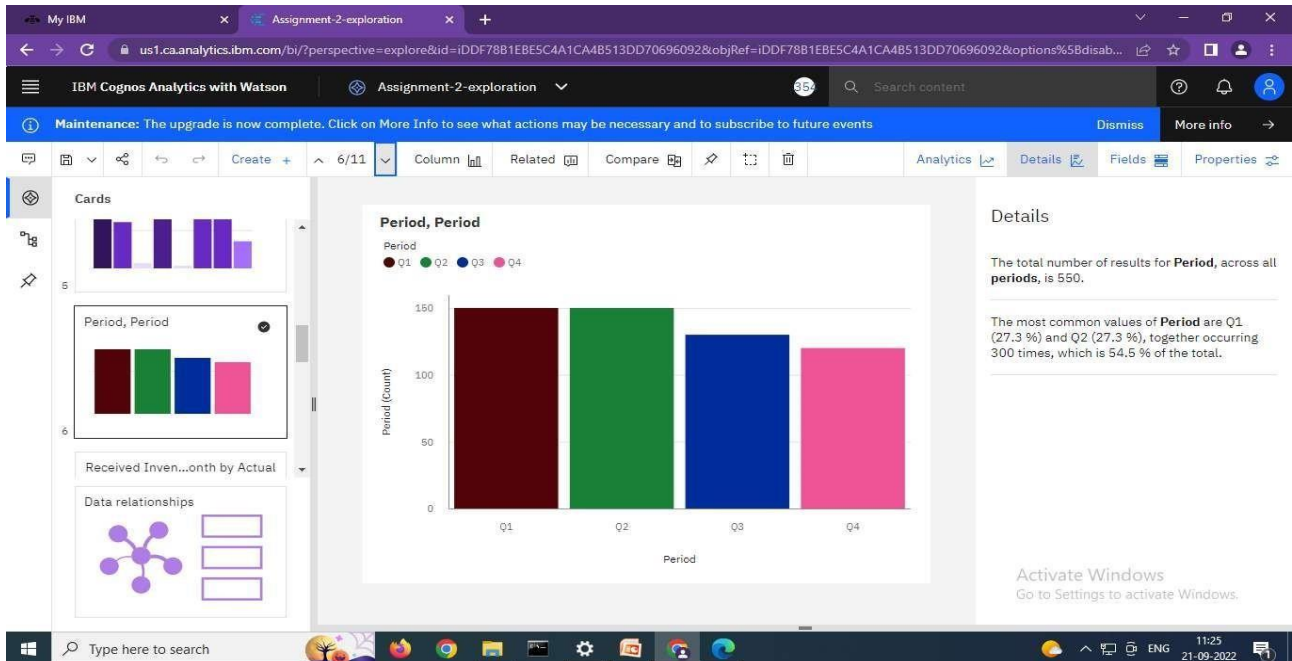 My IBM
Assignment-2-exploration
us1.ca.analytics.ibm.com/bi/?perspective=explore&id=iDDF78B1EBE5C4A1CA4B513DD70696092&objRef=iDDF78B1EBE5C4A1CA4B513DD70696092&options%5Bdisab...
IBM Cognos Analytics with Watson
Assignment-2-exploration
354
Search content
Maintenance: The upgrade is now complete. Click on More Info to see what actions may be necessary and to subscribe to future events
Dismiss
More info
Create +
6/11
Column
Related
Compare
Analytics
Details
Fields
Properties
Cards
5
Period, Period
6
Received Inven...onth by Actual
Data relationships
Period, Period
Period
Q1 Q2 Q3 Q4
150
100
50
0
Period (Count)
Q1 Q2 Q3 Q4
Period
Details
The total number of results for Period, across all
periods, is 550.
The most common values of Period are Q1
(27.3 %) and Q2 (27.3 %), together occurring
300 times, which is 54.5 % of the total.
Activate Windows
Go to Settings to activate Windows.
Type here to search
ENG
11:25
21-09-2022